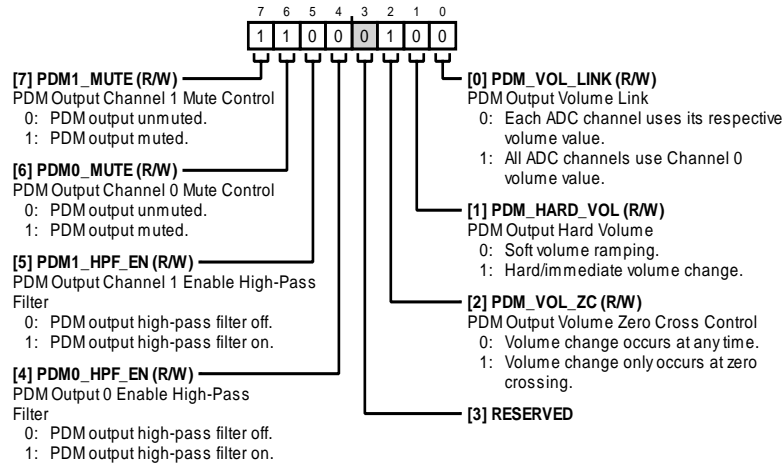 7 6 5 4 3 2 1 0
1 1 0 0 0 1 0 0
[7] PDM1_MUTE (R/W)
PDM Output Channel 1 Mute Control
0: PDM output unmuted.
1: PDM output muted.
[6] PDM0_MUTE (R/W)
PDM Output Channel 0 Mute Control
0: PDM output unmuted.
1: PDM output muted.
[5] PDM1_HPF_EN (R/W)
PDM Output Channel 1 Enable High-Pass
Filter
0: PDM output high-pass filter off.
1: PDM output high-pass filter on.
[4] PDM0_HPF_EN (R/W)
PDM Output 0 Enable High-Pass
Filter
0: PDM output high-pass filter off.
1: PDM output high-pass filter on.
[0] PDM_VOL_LINK (R/W)
PDM Output Volume Link
0: Each ADC channel uses its respective
volume value.
1: All ADC channels use Channel 0
volume value.
[1] PDM_HARD_VOL (R/W)
PDM Output Hard Volume
0: Soft volume ramping.
1: Hard/immediate volume change.
[2] PDM_VOL_ZC (R/W)
PDM Output Volume Zero Cross Control
0: Volume change occurs at any time.
1: Volume change only occurs at zero
crossing.
[3] RESERVED